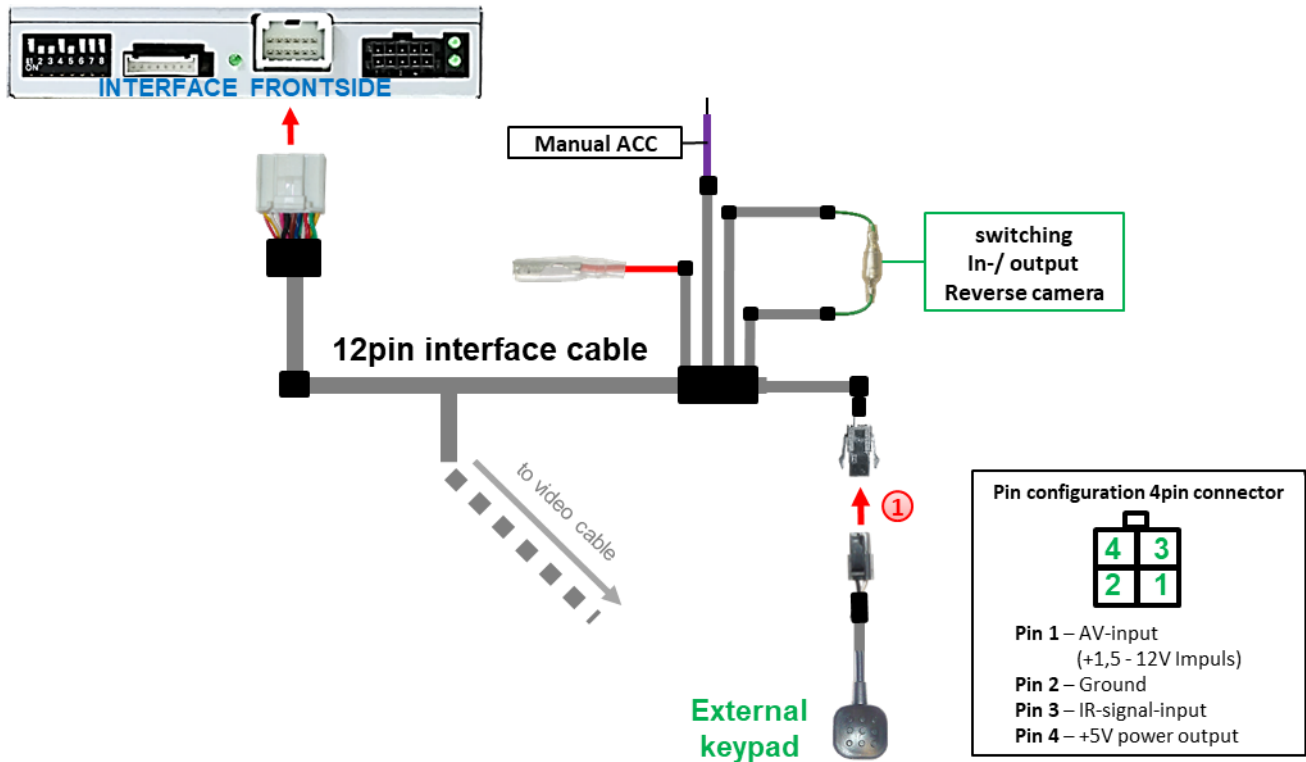 ON
1 2 3 4 5 6 7 8
INTERFACE FRONTSIDE
Manual ACC
switching
In-/ output
Reverse camera
12pin interface cable
to video cable
1
External
keypad
Pin configuration 4pin connector
4 3
2 1
Pin 1 – AV-input
(+1,5 - 12V Impuls)
Pin 2 – Ground
Pin 3 – IR-signal-input
Pin 4 – +5V power output